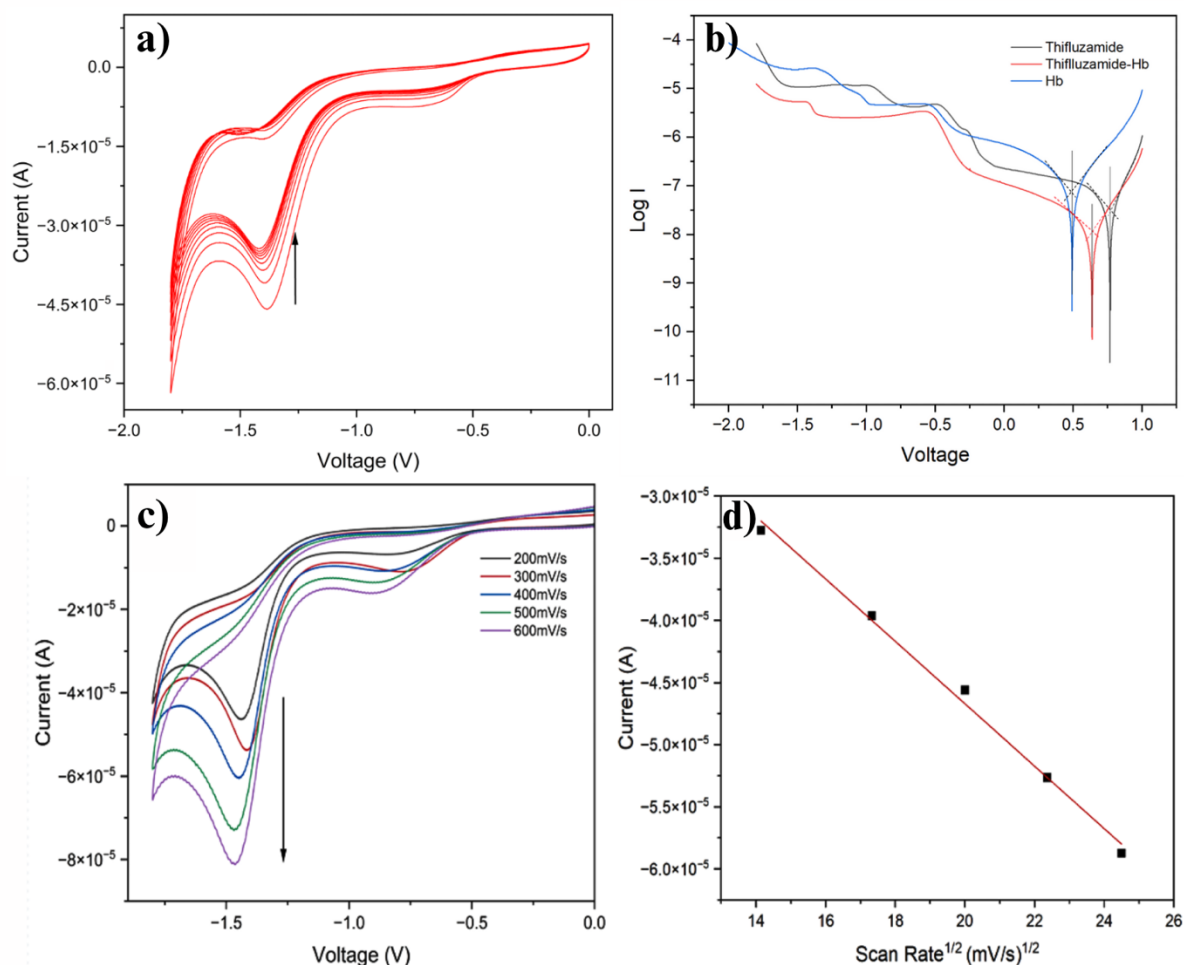 a)
0.0
−1.5×10⁻⁵
−3.0×10⁻⁵
−4.5×10⁻⁵
−6.0×10⁻⁵
Current (A)
−2.0 −1.5 −1.0 −0.5 0.0
Voltage (V)
b)
Thifluzamide
Thiflluzamide-Hb
Hb
−4
−5
−6
−7
−8
−9
−10
−11
Log I
−2.0 −1.5 −1.0 −0.5 0.0 0.5 1.0
Voltage
c)
200mV/s
300mV/s
400mV/s
500mV/s
600mV/s
0
−2×10⁻⁵
−4×10⁻⁵
−6×10⁻⁵
−8×10⁻⁵
Current (A)
−1.5 −1.0 −0.5 0.0
Voltage (V)
d)
−3.0×10⁻⁵
−3.5×10⁻⁵
−4.0×10⁻⁵
−4.5×10⁻⁵
−5.0×10⁻⁵
−5.5×10⁻⁵
−6.0×10⁻⁵
Current (A)
14 16 18 20 22 24 26
Scan Rate¹ᐟ² (mV/s)¹ᐟ²